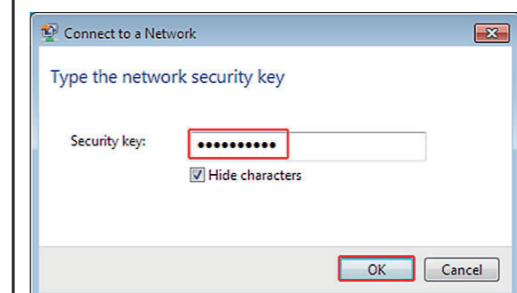 Connect to a Network
Type the network security key
Security key: ••••••••••
Hide characters
OK Cancel